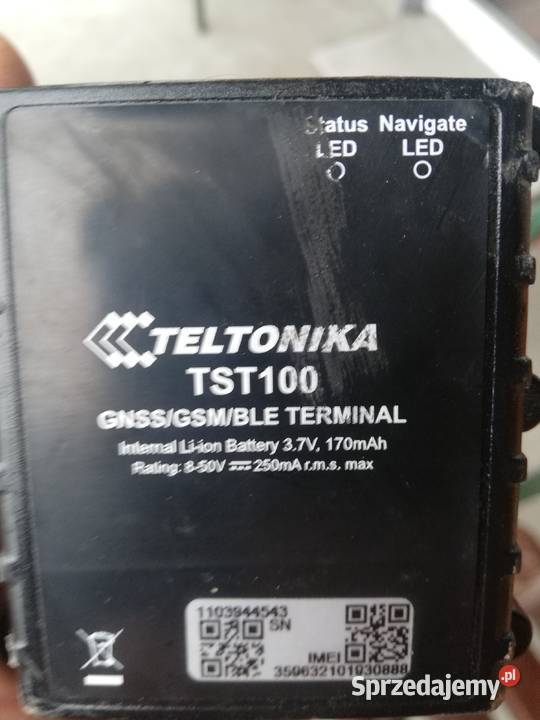 Status Navigate
LED LED
TELTONIKA
TST100
GNSS/GSM/BLE TERMINAL
Internal Li-ion Battery 3.7V, 170mAh
Rating: 8-50V ⎓ 250mA r.m.s. max
1103944543
SN
IMEI
359632101930888
Sprzedajemy.pl